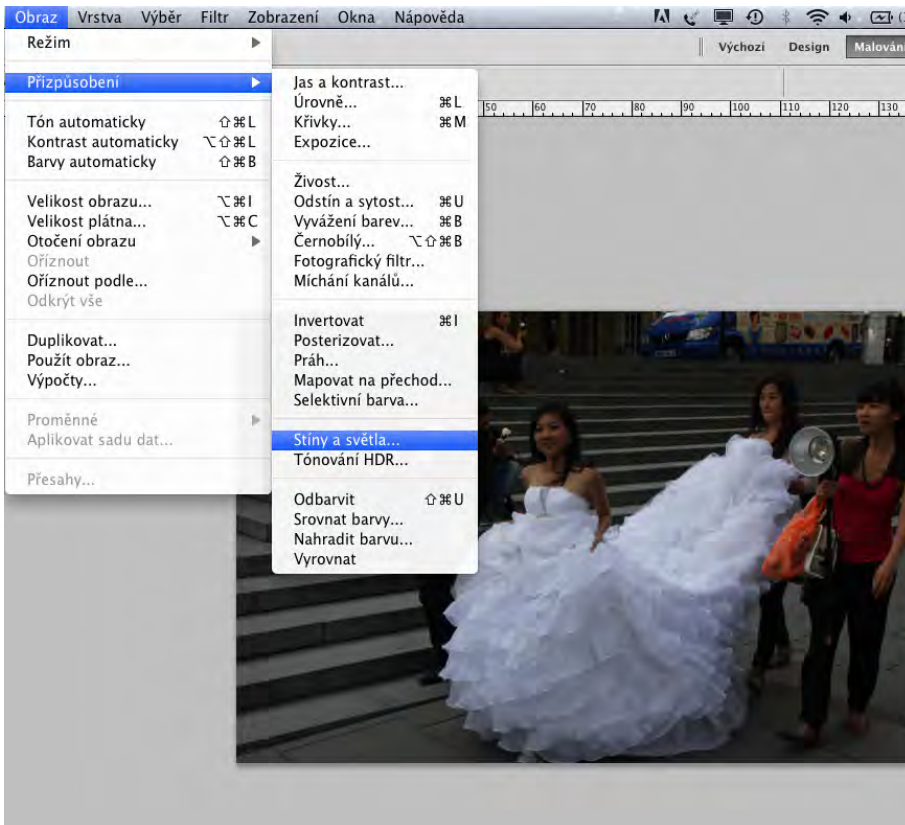 Obraz Vrstva Výběr Filtr Zobrazení Okna Nápověda
Výchozí Design Malování
Režim
Přizpůsobení
Tón automaticky ⇧⌘L
Kontrast automaticky ⌥⇧⌘L
Barvy automaticky ⇧⌘B
Velikost obrazu... ⌥⌘I
Velikost plátna... ⌥⌘C
Otočení obrazu
Oříznout
Oříznout podle...
Odkrýt vše
Duplikovat...
Použít obraz...
Výpočty...
Proměnné
Aplikovat sadu dat...
Přesahy...
Jas a kontrast...
Úrovně... ⌘L
Křivky... ⌘M
Expozice...
Živost...
Odstín a sytost... ⌘U
Vyvážení barev... ⌘B
Černobílý... ⌥⇧⌘B
Fotografický filtr...
Míchání kanálů...
Invertovat ⌘I
Posterizovat...
Práh...
Mapovat na přechod...
Selektivní barva...
Stíny a světla...
Tónování HDR...
Odbarvit ⇧⌘U
Srovnat barvy...
Nahradit barvu...
Vyrovnat
50 60 70 80 90 100 110 120 130